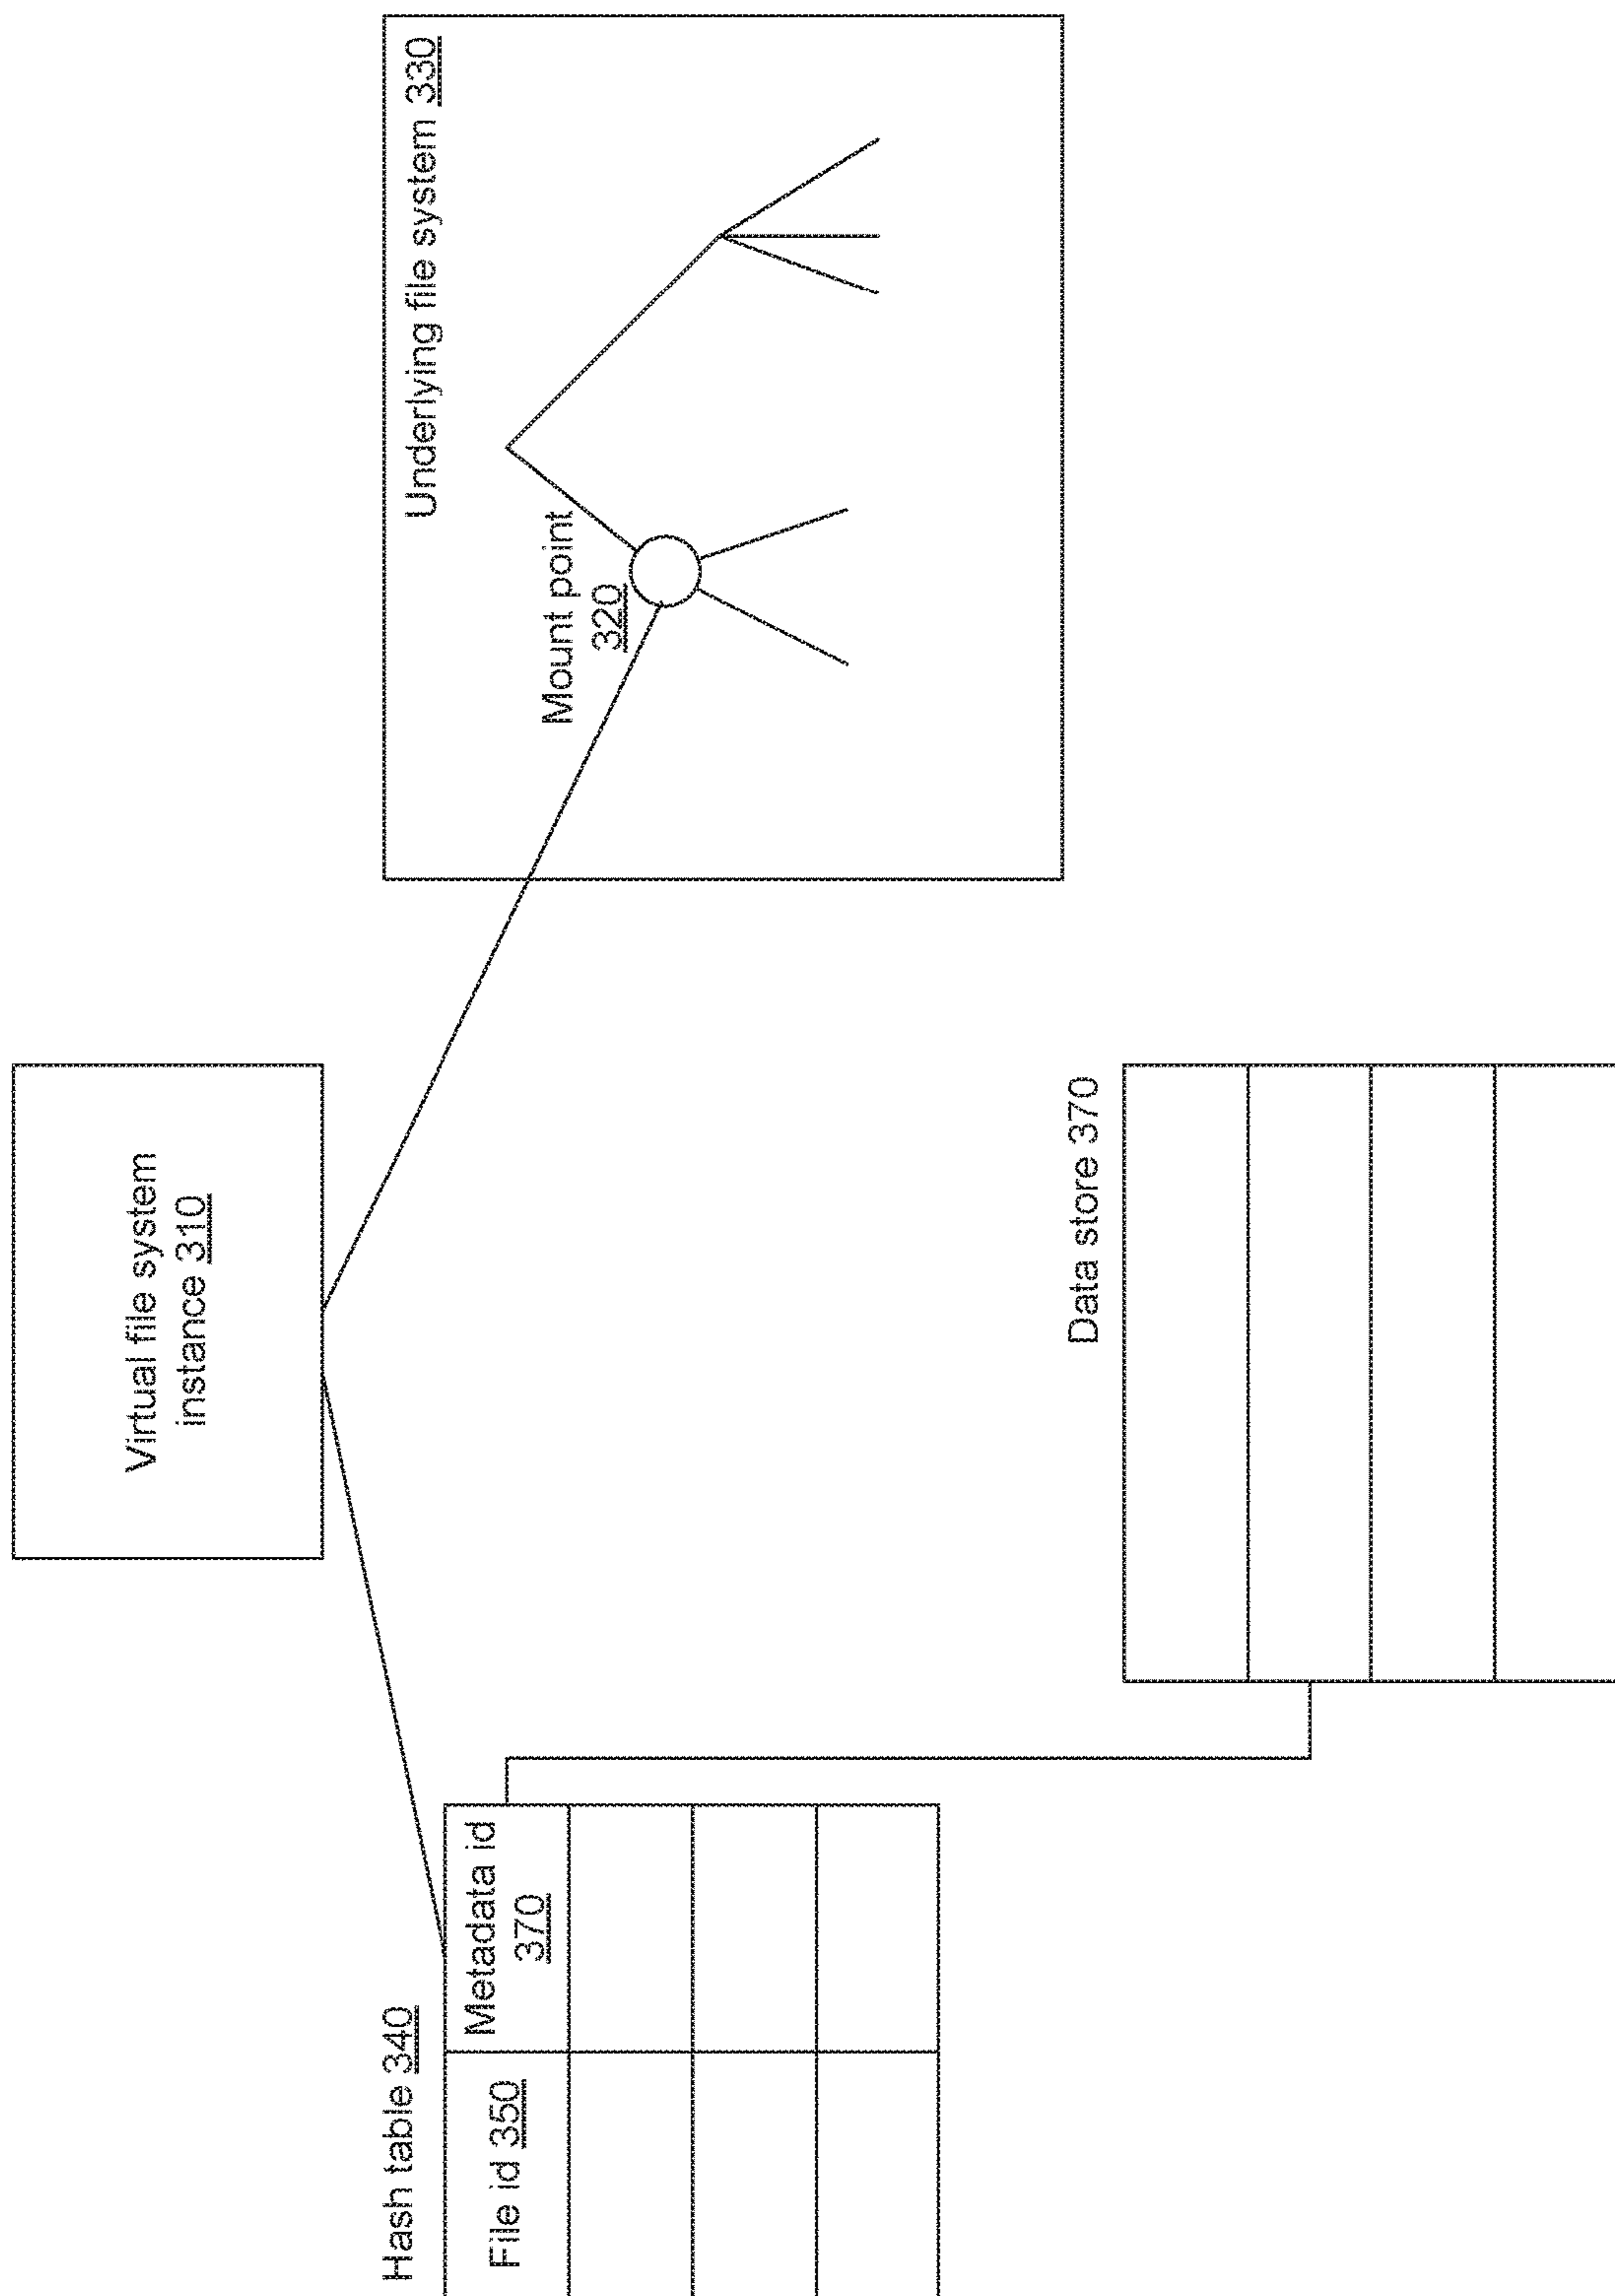 Virtual file system
instance 310
Hash table 340
File id 350
Metadata id
370
Mount point
320
Underlying file system 330
Data store 370